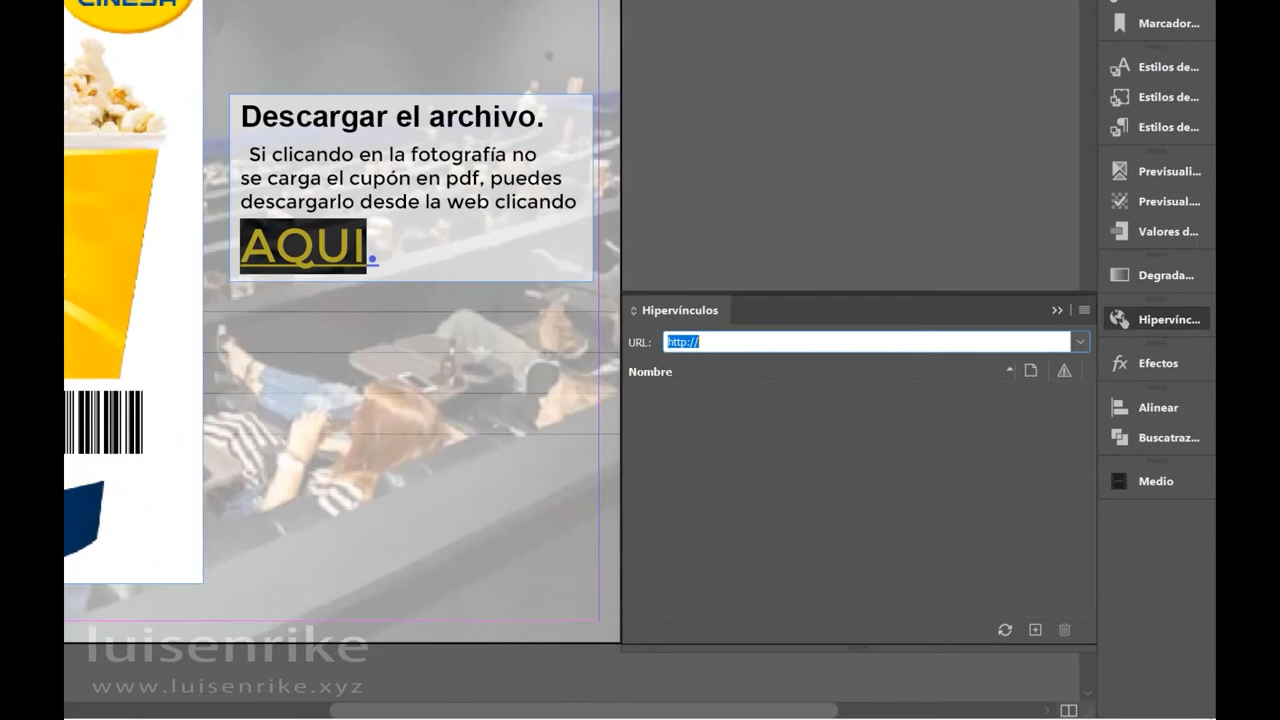 CINESA
Descargar el archivo.
Si clicando en la fotografía no
se carga el cupón en pdf, puedes
descargarlo desde la web clicando
AQUI.
Hipervínculos
URL: http://
Nombre
Marcador...
Estilos de...
Estilos de...
Estilos de...
Previsuali...
Previsual....
Valores d...
Degrada...
Hipervínc...
fx Efectos
Alinear
Buscatraz...
Medio
luisenrike
www.luisenrike.xyz